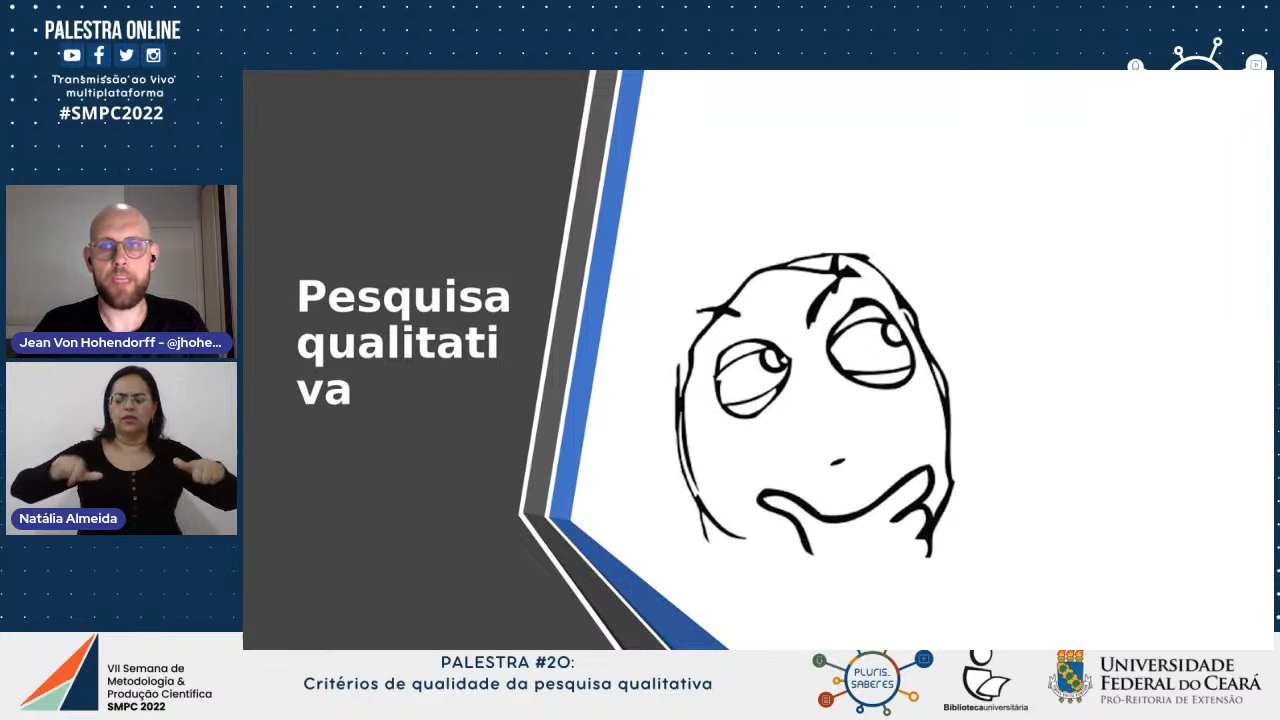 PALESTRA ONLINE
Transmissão ao vivo
multiplataforma
#SMPC2022
Jean Von Hohendorff - @jhohe...
Natália Almeida
Pesquisa
qualitati
va
VII Semana de
Metodologia &
Produção Científica
SMPC 2022
PALESTRA #20:
Critérios de qualidade da pesquisa qualitativa
PLURIS_
SABERES
Bibliotecauniversitária
UNIVERSIDADE
FEDERAL DO CEARÁ
PRÓ-REITORIA DE EXTENSÃO